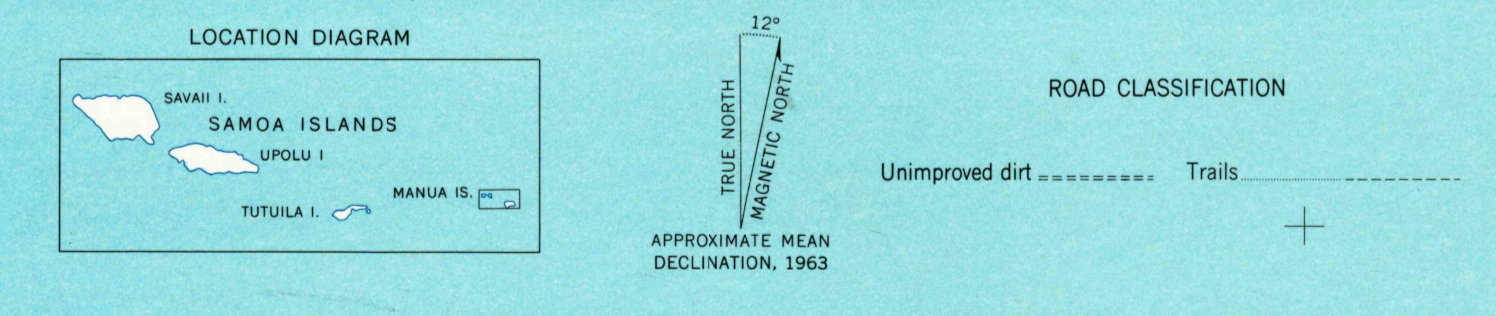 LOCATION DIAGRAM
SAVAII I.
SAMOA ISLANDS
UPOLU I
MANUA IS.
TUTUILA I.
12°
TRUE NORTH
MAGNETIC NORTH
APPROXIMATE MEAN
DECLINATION, 1963
ROAD CLASSIFICATION
Unimproved dirt
Trails